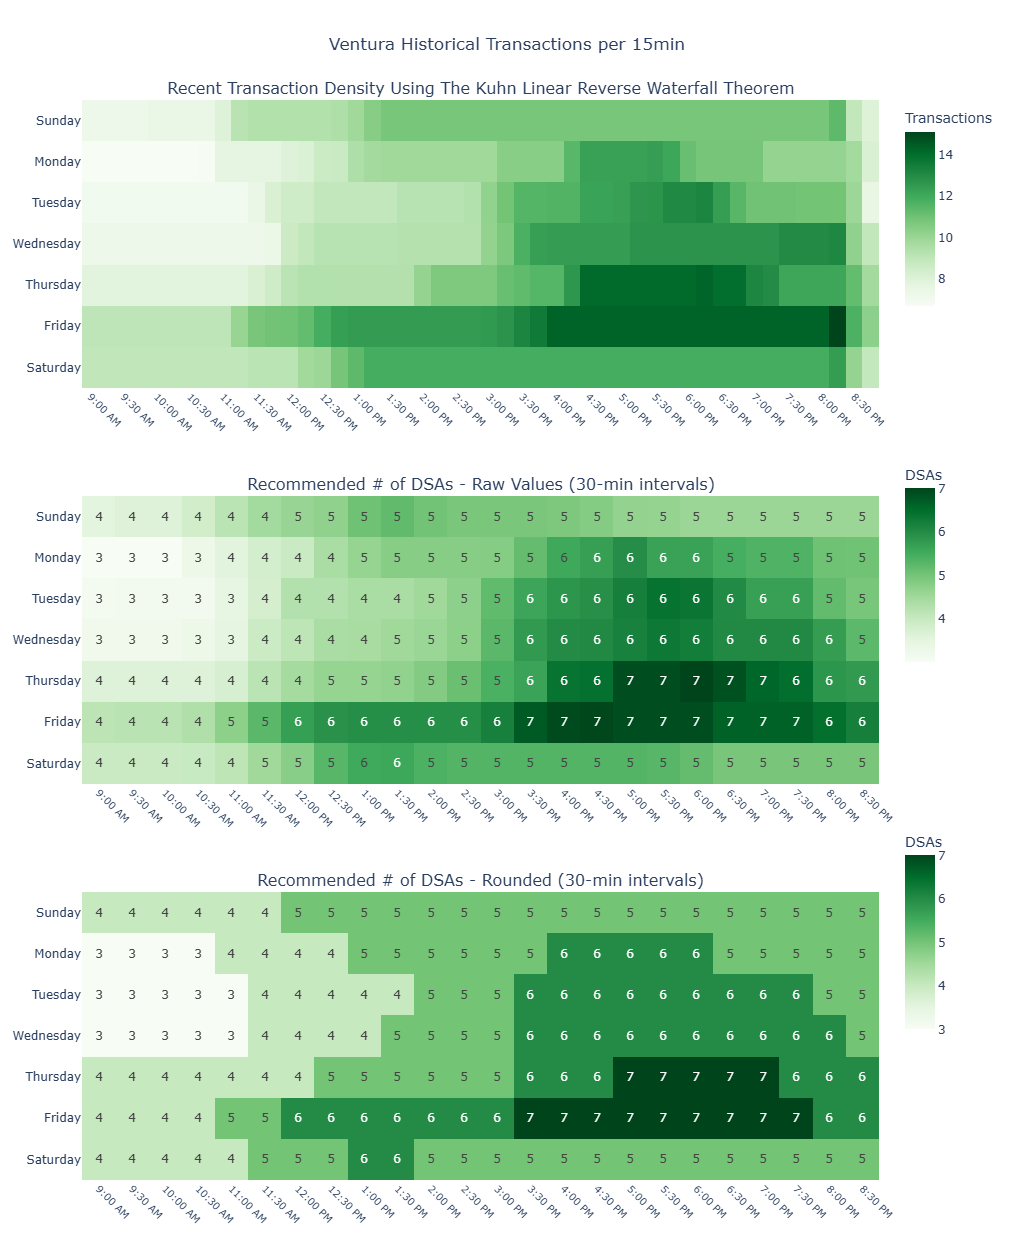 Ventura Historical Transactions per 15min
Recent Transaction Density Using The Kuhn Linear Reverse Waterfall Theorem
Transactions
14
12
10
8
Sunday
Monday
Tuesday
Wednesday
Thursday
Friday
Saturday
9:00 AM 9:30 AM 10:00 AM 10:30 AM 11:00 AM 11:30 AM 12:00 PM 12:30 PM 1:00 PM 1:30 PM 2:00 PM 2:30 PM 3:00 PM 3:30 PM 4:00 PM 4:30 PM 5:00 PM 5:30 PM 6:00 PM 6:30 PM 7:00 PM 7:30 PM 8:00 PM 8:30 PM
Recommended # of DSAs - Raw Values (30-min intervals)
DSAs
7
6
5
4
Sunday 4 4 4 4 4 4 5 5 5 5 5 5 5 5 5 5 5 5 5 5 5 5 5 5
Monday 3 3 3 3 4 4 4 4 5 5 5 5 5 5 6 6 6 6 6 5 5 5 5 5
Tuesday 3 3 3 3 3 4 4 4 4 4 5 5 5 6 6 6 6 6 6 6 6 6 5 5
Wednesday 3 3 3 3 3 4 4 4 4 5 5 5 5 6 6 6 6 6 6 6 6 6 6 5
Thursday 4 4 4 4 4 4 4 5 5 5 5 5 5 6 6 6 7 7 7 7 7 6 6 6
Friday 4 4 4 4 5 5 6 6 6 6 6 6 6 7 7 7 7 7 7 7 7 7 6 6
Saturday 4 4 4 4 4 5 5 5 6 6 5 5 5 5 5 5 5 5 5 5 5 5 5 5
9:00 AM 9:30 AM 10:00 AM 10:30 AM 11:00 AM 11:30 AM 12:00 PM 12:30 PM 1:00 PM 1:30 PM 2:00 PM 2:30 PM 3:00 PM 3:30 PM 4:00 PM 4:30 PM 5:00 PM 5:30 PM 6:00 PM 6:30 PM 7:00 PM 7:30 PM 8:00 PM 8:30 PM
Recommended # of DSAs - Rounded (30-min intervals)
DSAs
7
6
5
4
3
Sunday 4 4 4 4 4 4 5 5 5 5 5 5 5 5 5 5 5 5 5 5 5 5 5 5
Monday 3 3 3 3 4 4 4 4 5 5 5 5 5 5 6 6 6 6 6 5 5 5 5 5
Tuesday 3 3 3 3 3 4 4 4 4 4 5 5 5 6 6 6 6 6 6 6 6 6 5 5
Wednesday 3 3 3 3 3 4 4 4 4 5 5 5 5 6 6 6 6 6 6 6 6 6 6 5
Thursday 4 4 4 4 4 4 4 5 5 5 5 5 5 6 6 6 7 7 7 7 7 6 6 6
Friday 4 4 4 4 5 5 6 6 6 6 6 6 6 7 7 7 7 7 7 7 7 7 6 6
Saturday 4 4 4 4 4 5 5 5 6 6 5 5 5 5 5 5 5 5 5 5 5 5 5 5
9:00 AM 9:30 AM 10:00 AM 10:30 AM 11:00 AM 11:30 AM 12:00 PM 12:30 PM 1:00 PM 1:30 PM 2:00 PM 2:30 PM 3:00 PM 3:30 PM 4:00 PM 4:30 PM 5:00 PM 5:30 PM 6:00 PM 6:30 PM 7:00 PM 7:30 PM 8:00 PM 8:30 PM